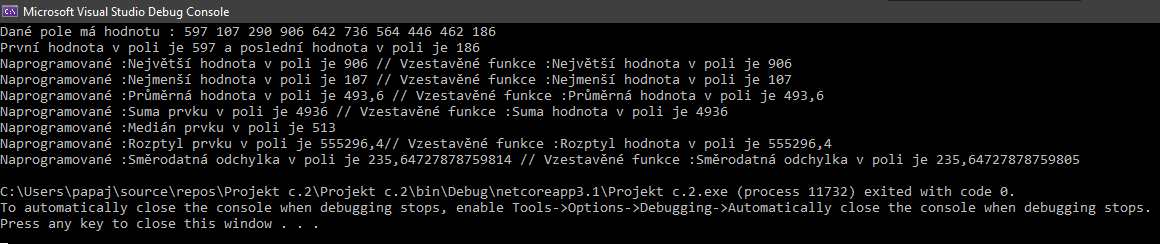 Microsoft Visual Studio Debug Console
Dané pole má hodnotu : 597 107 290 906 642 736 564 446 462 186
První hodnota v poli je 597 a poslední hodnota v poli je 186
Naprogramované :Největší hodnota v poli je 906 // Vzestavěné funkce :Největší hodnota v poli je 906
Naprogramované :Nejmenší hodnota v poli je 107 // Vzestavěné funkce :Nejmenší hodnota v poli je 107
Naprogramované :Průměrná hodnota v poli je 493,6 // Vzestavěné funkce :Průměrná hodnota v poli je 493,6
Naprogramované :Suma prvku v poli je 4936 // Vzestavěné funkce :Suma hodnota v poli je 4936
Naprogramované :Medián prvku v poli je 513
Naprogramované :Rozptyl prvku v poli je 555296,4// Vzestavěné funkce :Rozptyl hodnota v poli je 555296,4
Naprogramované :Směrodatná odchylka v poli je 235,64727878759814 // Vzestavěné funkce :Směrodatná odchylka v poli je 235,64727878759805
C:\Users\papaj\source\repos\Projekt c.2\Projekt c.2\bin\Debug\netcoreapp3.1\Projekt c.2.exe (process 11732) exited with code 0.
To automatically close the console when debugging stops, enable Tools->Options->Debugging->Automatically close the console when debugging stops.
Press any key to close this window . . .